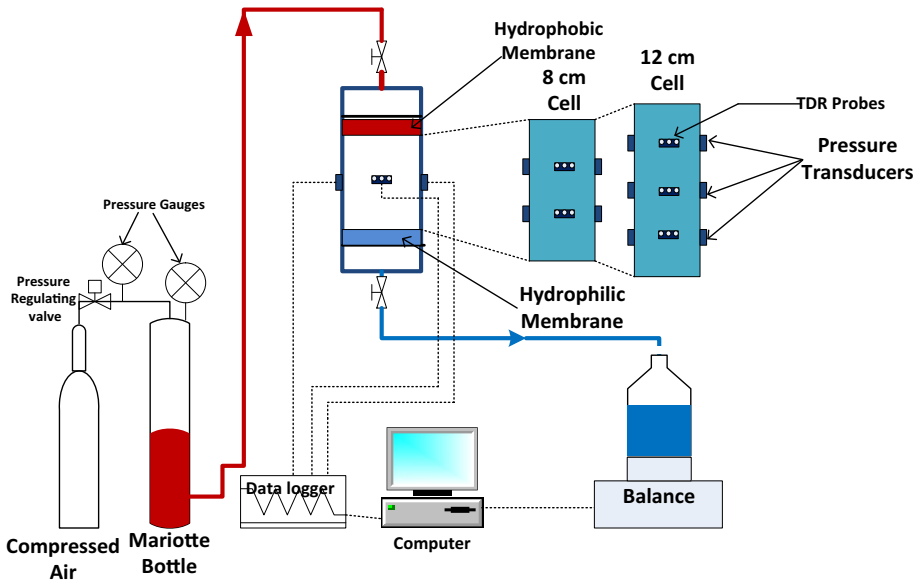 Hydrophobic
Membrane
8 cm
Cell
12 cm
Cell
TDR Probes
Pressure
Transducers
Pressure Gauges
Pressure
Regulating
valve
Hydrophilic
Membrane
Data logger
Computer
Balance
Compressed
Air
Mariotte
Bottle